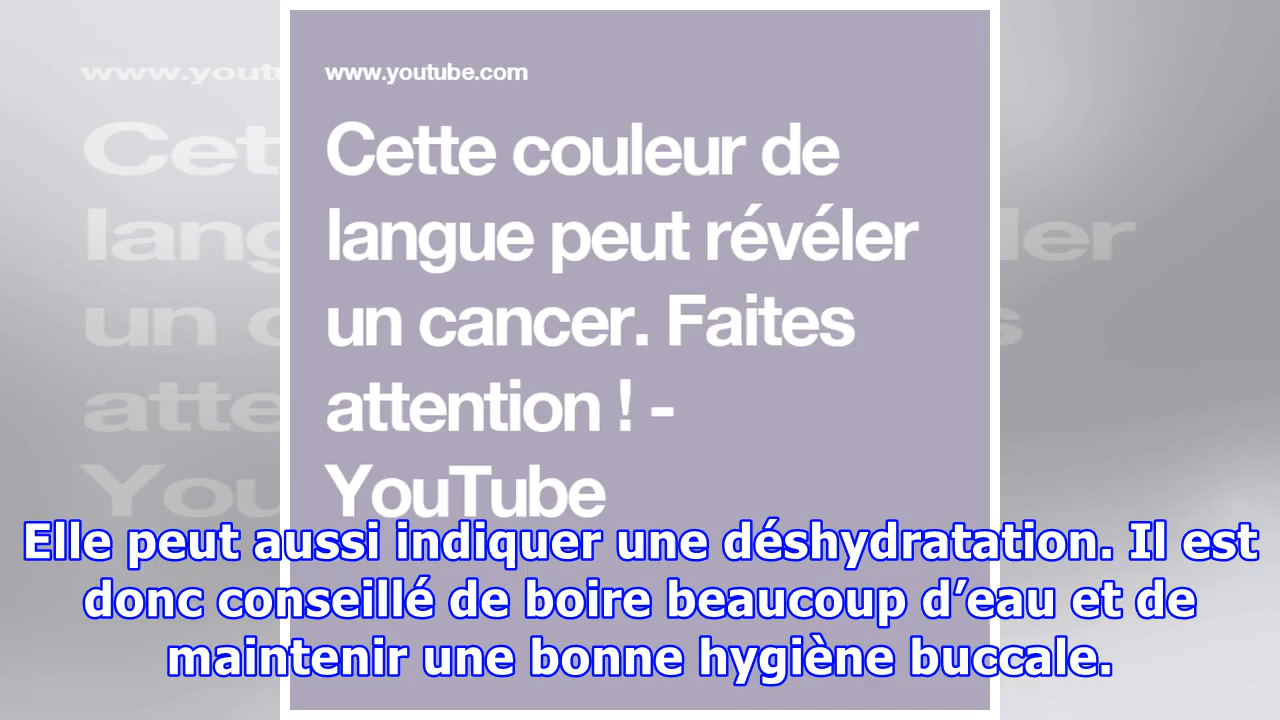 www.youtube.com
Cette couleur de
langue peut révéler
un cancer. Faites
attention ! -
YouTube
Elle peut aussi indiquer une déshydratation. Il est
donc conseillé de boire beaucoup d’eau et de
maintenir une bonne hygiène buccale.